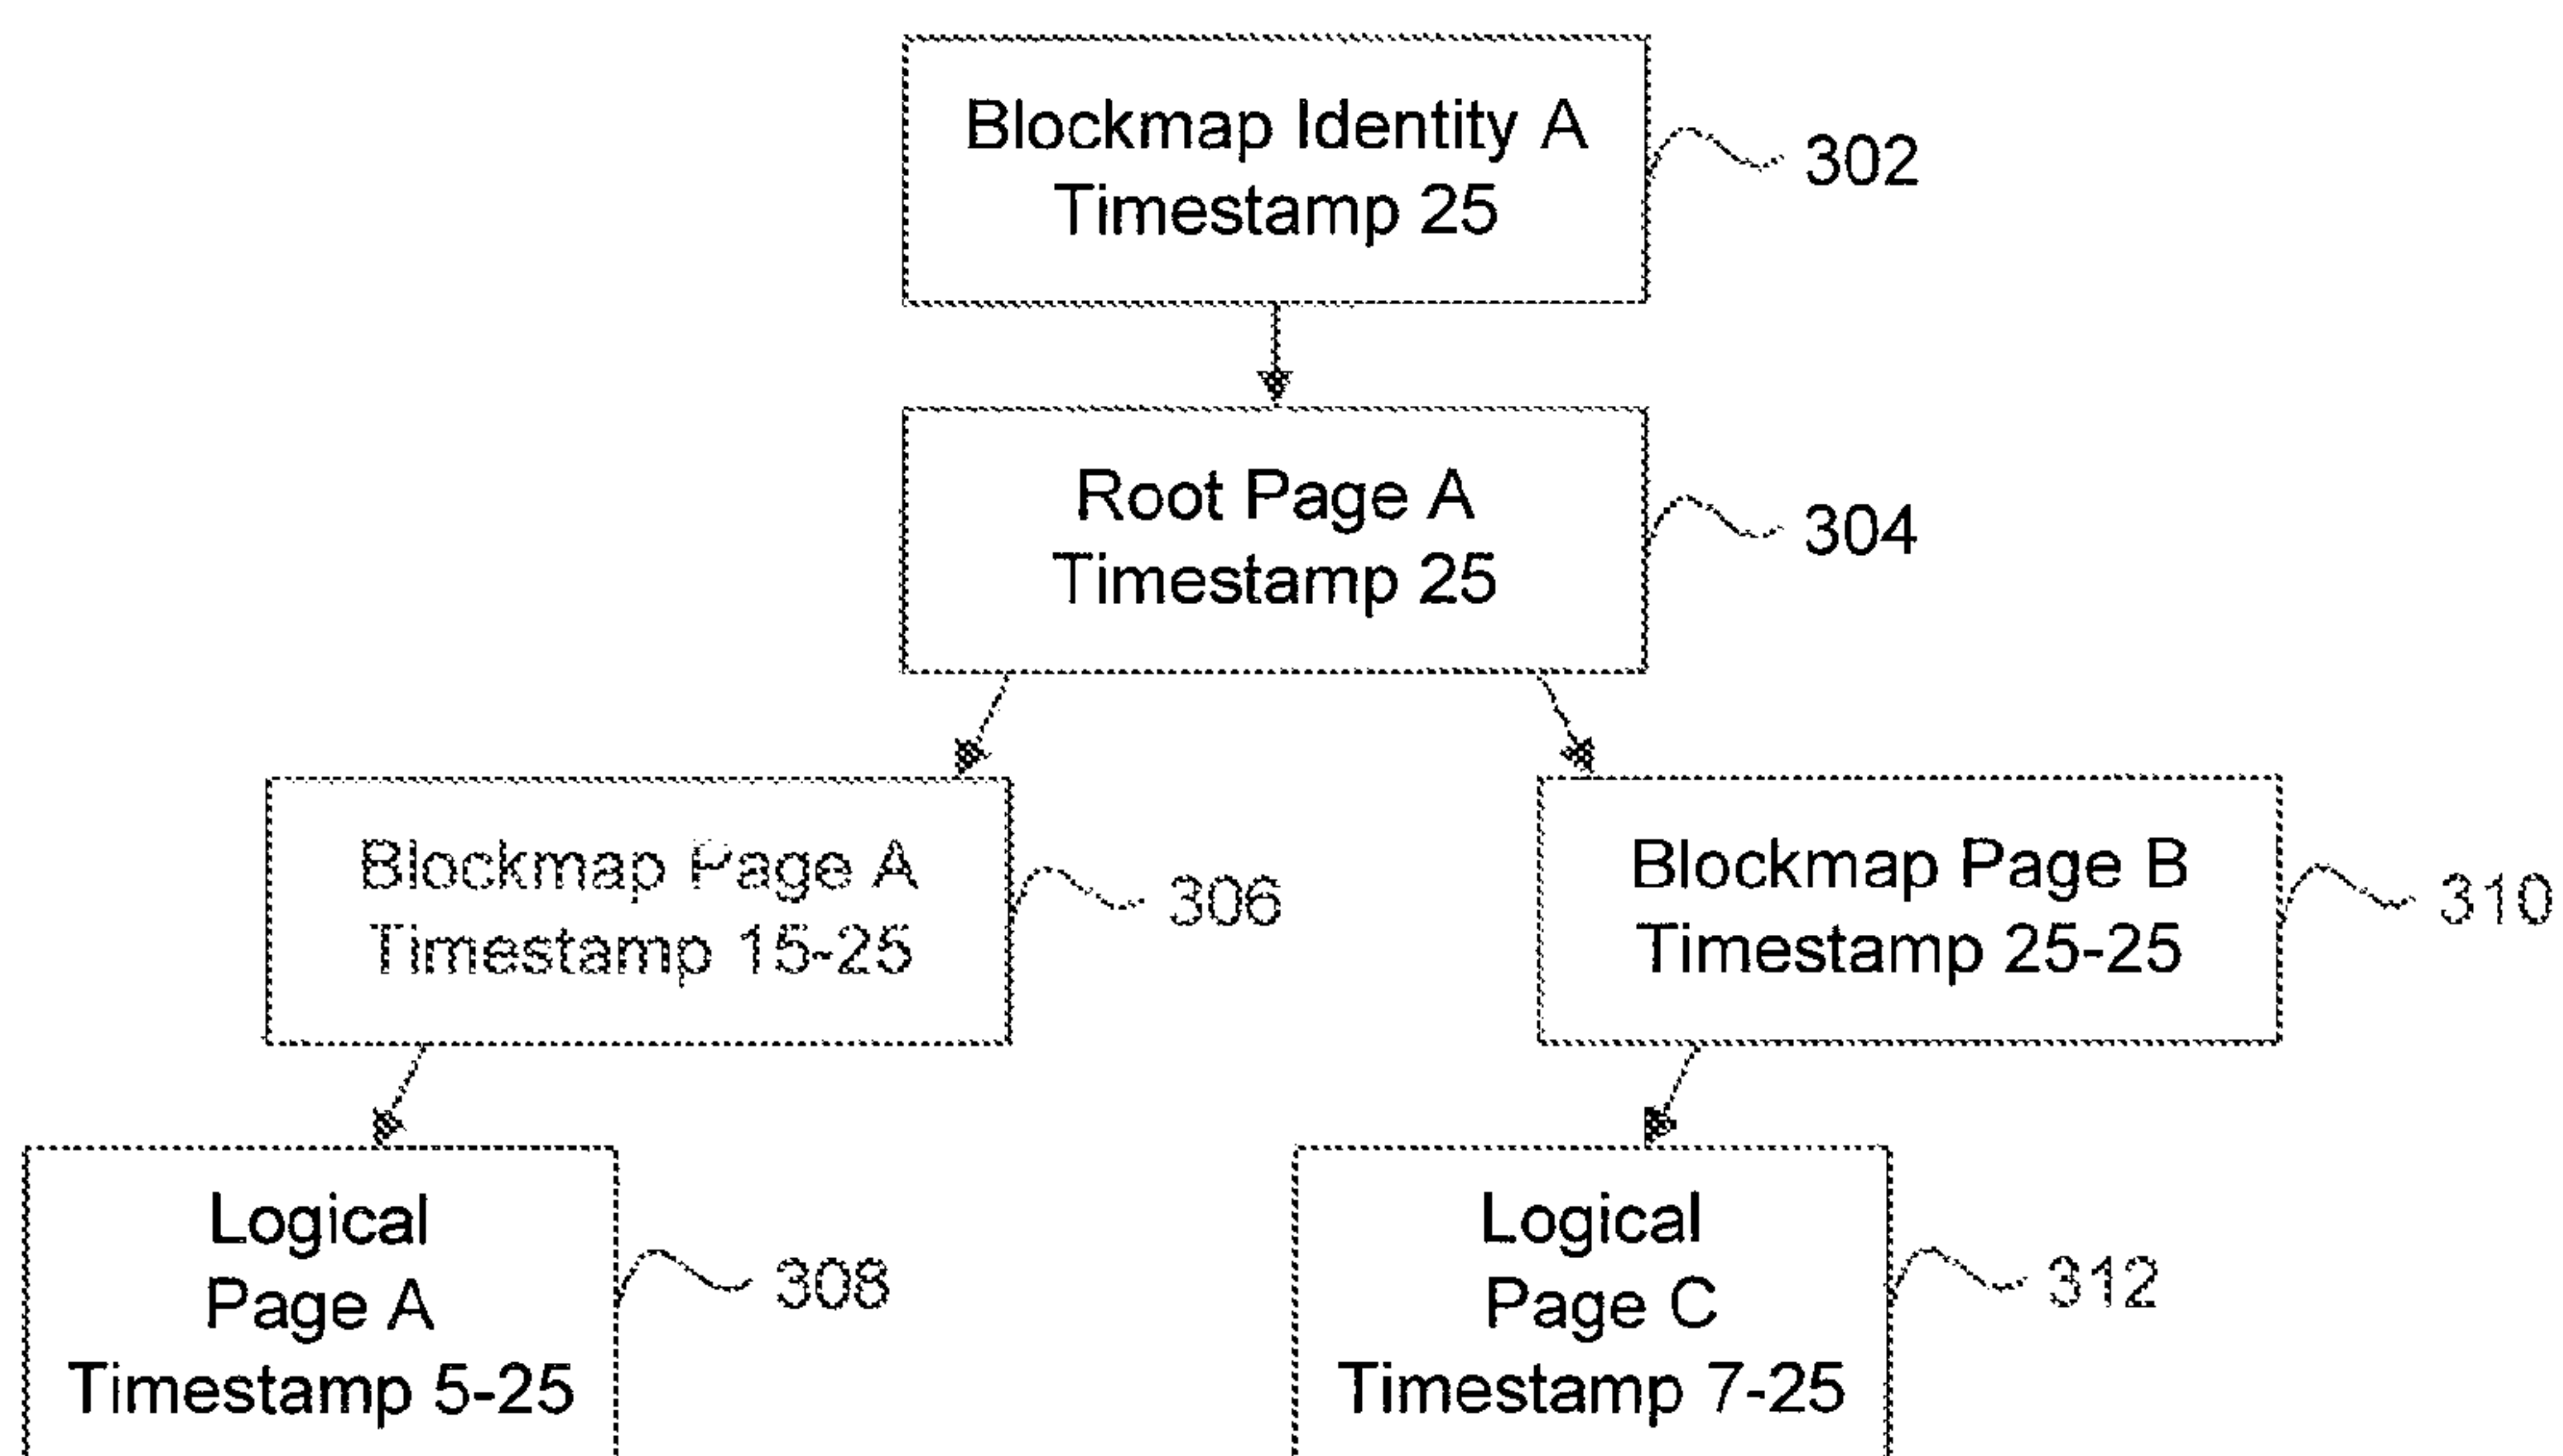 Blockmap Identity A
Timestamp 25
302
Root Page A
Timestamp 25
304
Blockmap Page A
Timestamp 15-25
306
Blockmap Page B
Timestamp 25-25
310
Logical
Page A
Timestamp 5-25
308
Logical
Page C
Timestamp 7-25
312